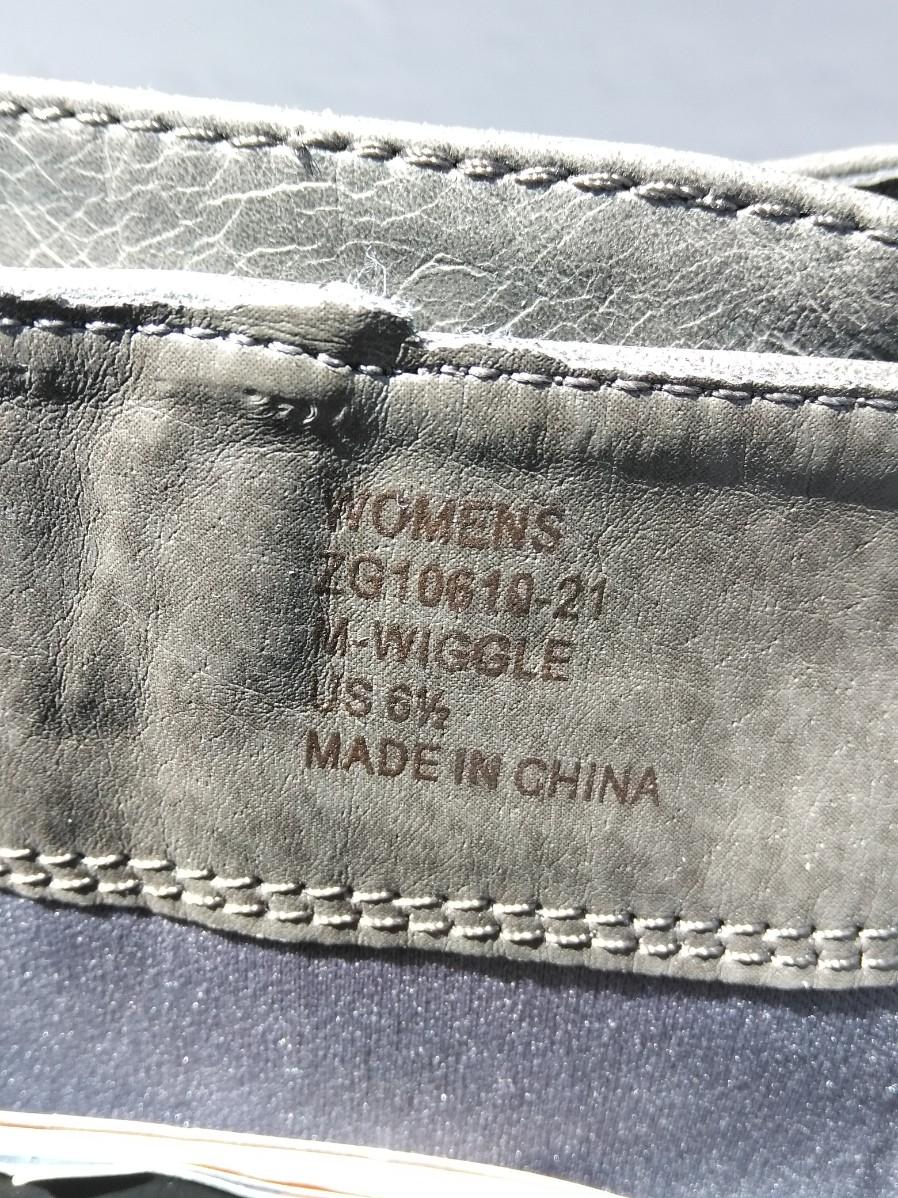 WOMENS
ZG10610-21
M-WIGGLE
US 6½
MADE IN CHINA